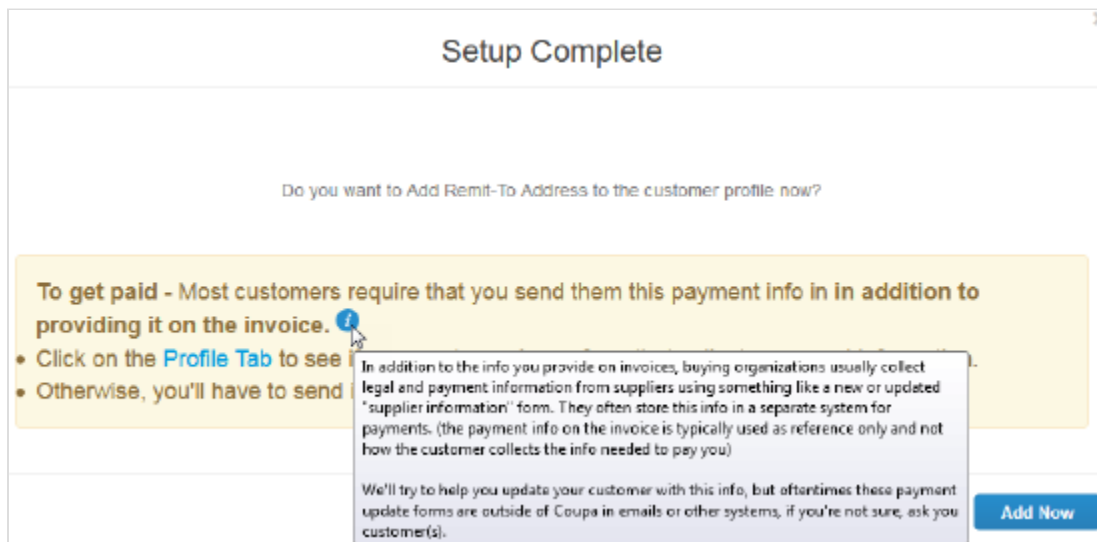 Setup Complete
Do you want to Add Remit-To Address to the customer profile now?
To get paid - Most customers require that you send them this payment info in in addition to
providing it on the invoice.
• Click on the Profile Tab to see
• Otherwise, you'll have to send
In addition to the info you provide on invoices, buying organizations usually collect
legal and payment information from suppliers using something like a new or updated
"supplier information" form. They often store this info in a separate system for
payments. (the payment info on the invoice is typically used as reference only and not
how the customer collects the info needed to pay you)
We'll try to help you update your customer with this info, but oftentimes these payment
update forms are outside of Coupa in emails or other systems, if you're not sure, ask you
customer(s).
Add Now